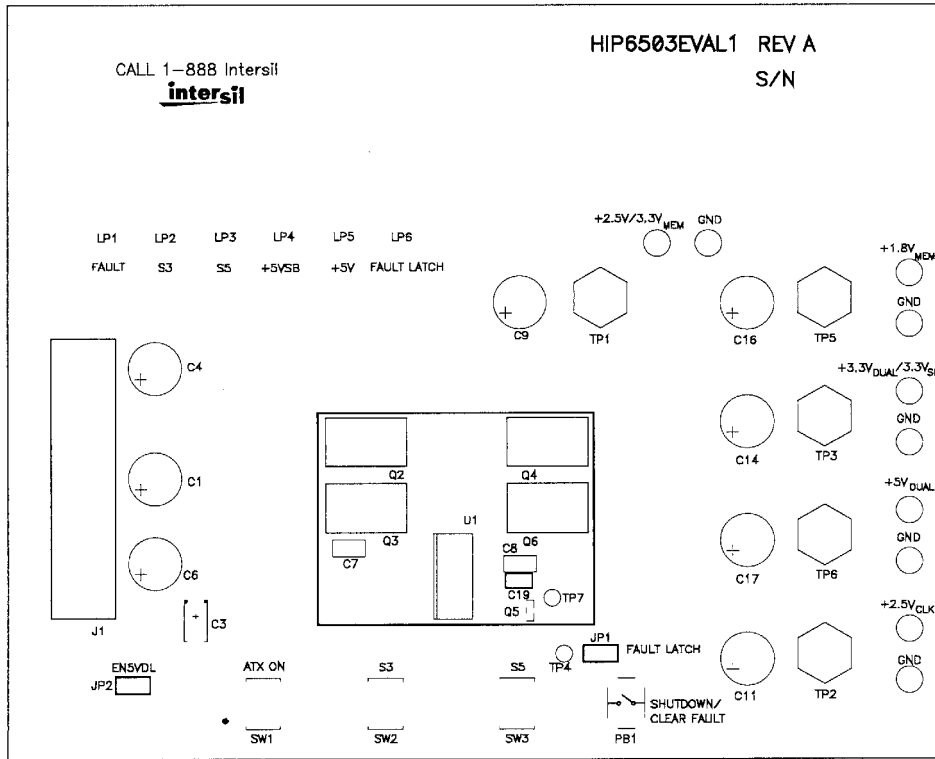 HIP6503EVAL1 REV A
S/N
CALL 1-888 Intersil
intersil
+2.5V/3.3VMEM GND
+1.8VMEM
GND
LP1 LP2 LP3 LP4 LP5 LP6
FAULT S3 S5 +5VSB +5V FAULT LATCH
C9 TP1 C16 TP5
C4
+3.3VDUAL/3.3VSB
GND
C14 TP3
Q2 Q4
C1
+5VDUAL
GND
U1
Q3 Q6
C7 C8
C17 TP6
C6
C19
TP7
Q5
+2.5VCLK
GND
J1 C3
JP1
FAULT LATCH
TP4
EN5VDL ATX ON S3 S5
JP2
C11 TP2
SHUTDOWN/
CLEAR FAULT
SW1 SW2 SW3 PB1